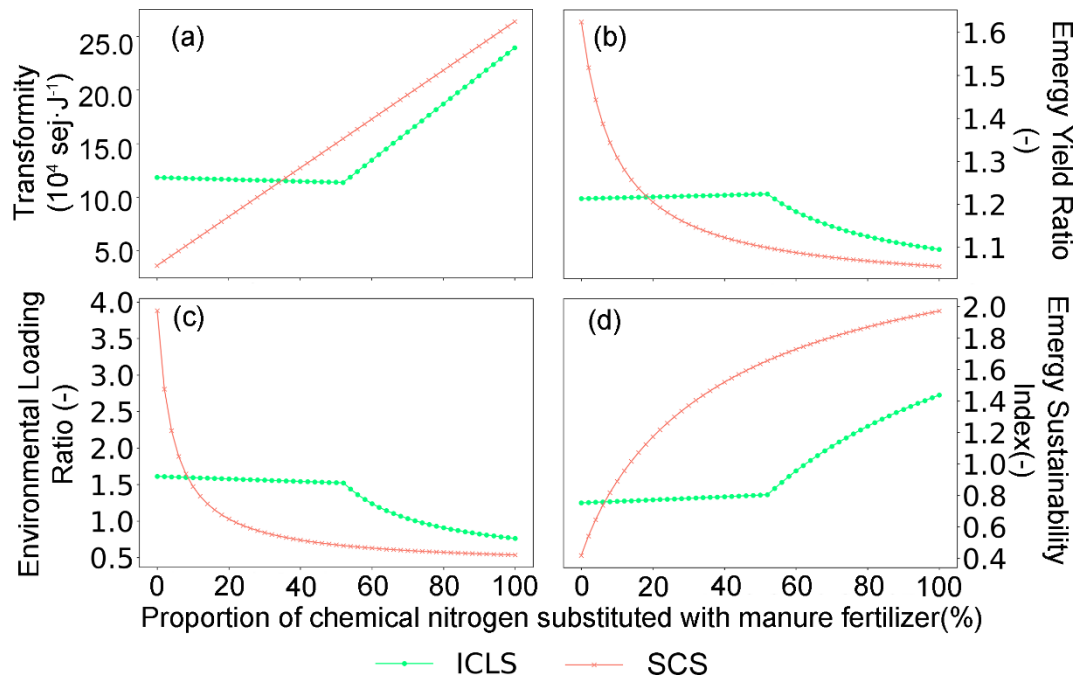 (a)
Transformity
(10⁴ sej·J⁻¹)
25.0
20.0
15.0
10.0
5.0
(b)
1.6
1.5
1.4
1.3
1.2
1.1
Emergy Yield Ratio
(-)
(c)
Environmental Loading
Ratio (-)
4.0
3.5
3.0
2.5
2.0
1.5
1.0
0.5
0 20 40 60 80 100
(d)
2.0
1.8
1.6
1.4
1.2
1.0
0.8
0.6
0.4
Emergy Sustainability
Index(-)
0 20 40 60 80 100
Proportion of chemical nitrogen substituted with manure fertilizer(%)
ICLS SCS